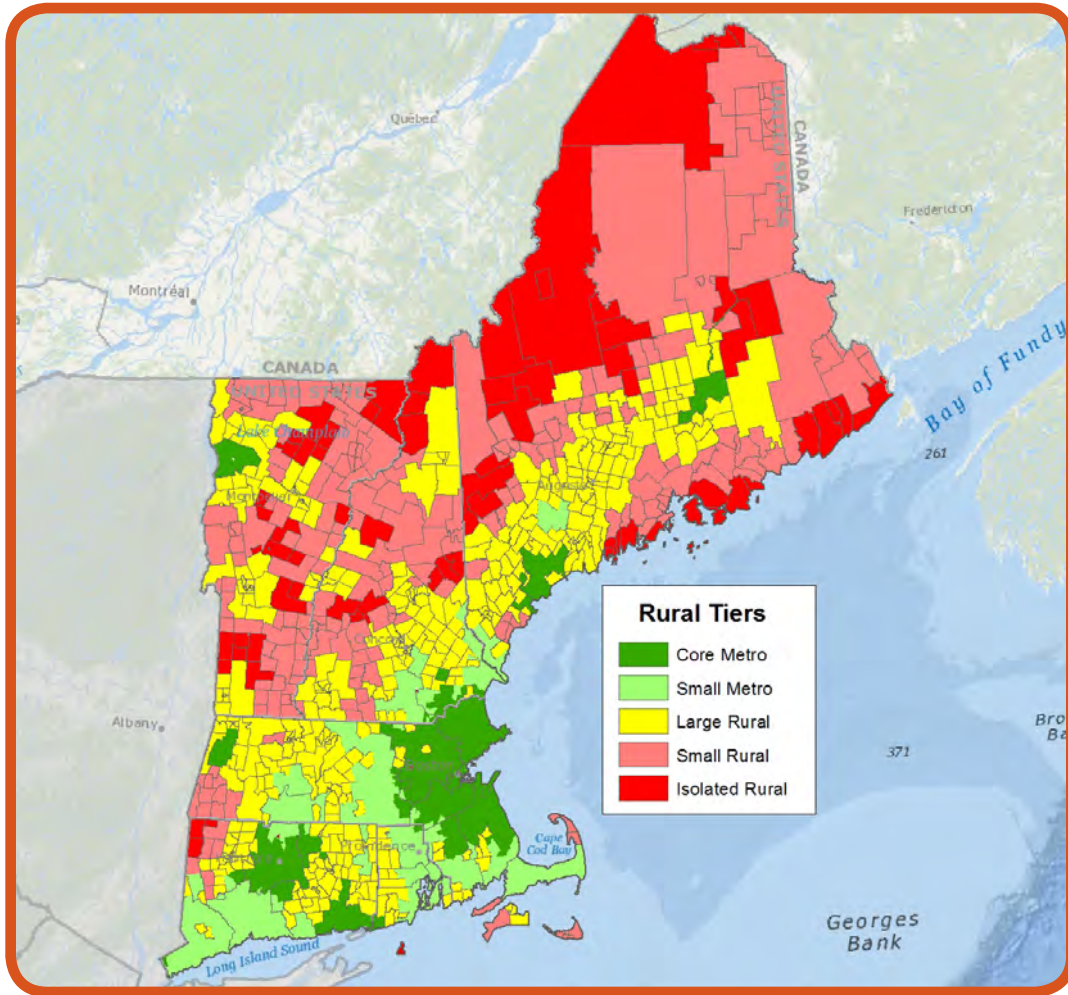 Québec
CANADA
UNITED STATES
Fredericton
Montréal
CANADA
UNITED STATES
Lake Champlain
Bay of Fundy
261
Montpelier
Augusta
Rural Tiers
Core Metro
Small Metro
Large Rural
Small Rural
Isolated Rural
Concord
Albany
371
Boston
Cape
Cod Bay
Providence
Georges
Bank
Long Island Sound